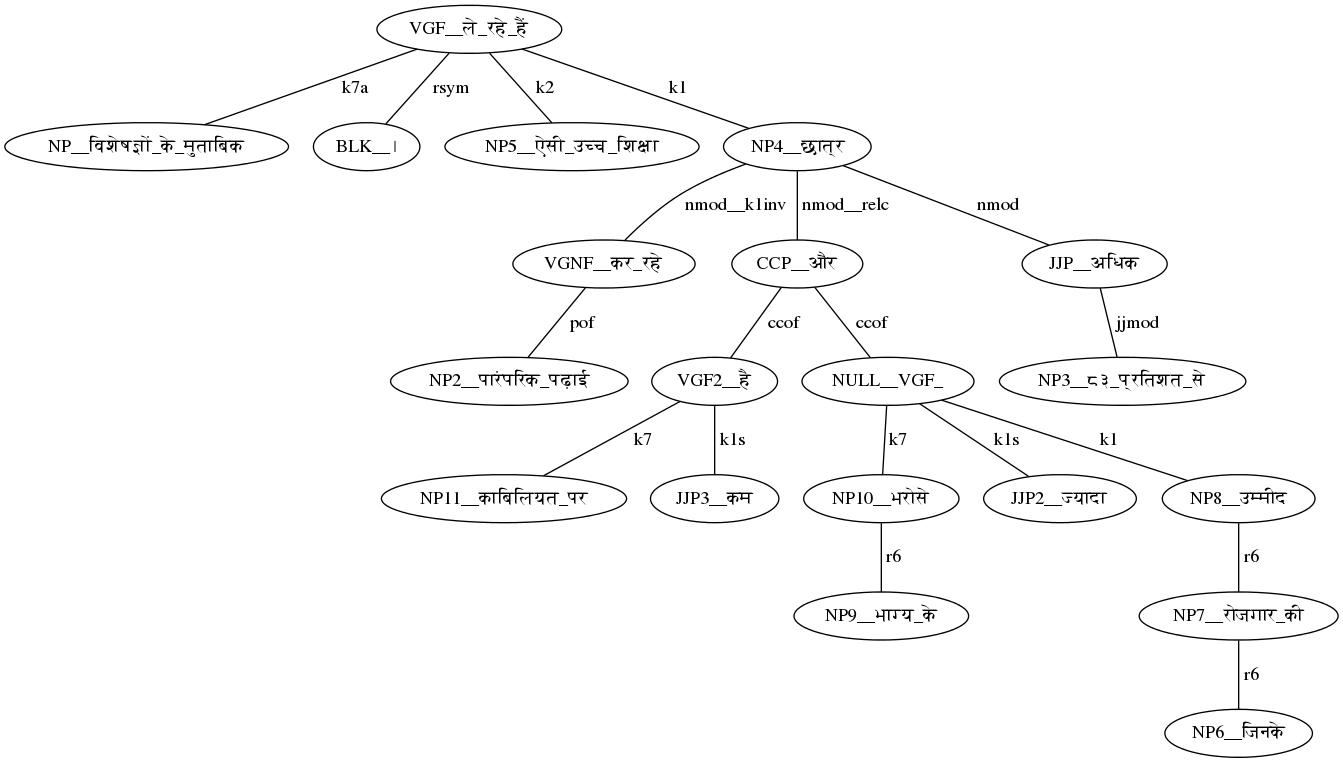 VGF__ले_रहे_हैं
k7a rsym k2 k1
NP__विशेषज्ञों_के_मुताबिक BLK__। NP5__ऐसी_उच्च_शिक्षा NP4__छात्र
nmod__k1inv nmod__relc nmod
VGNF__कर_रहे CCP__और JJP__अधिक
pof ccof ccof jjmod
NP2__पारंपरिक_पढ़ाई VGF2__है NULL__VGF_ NP3__८३_प्रतिशत_से
k7 k1s k7 k1s k1
NP11__काबिलियत_पर JJP3__कम NP10__भरोसे JJP2__ज्यादा NP8__उम्मीद
r6 r6
NP9__भाग्य_के NP7__रोजगार_की
r6
NP6__जिनके